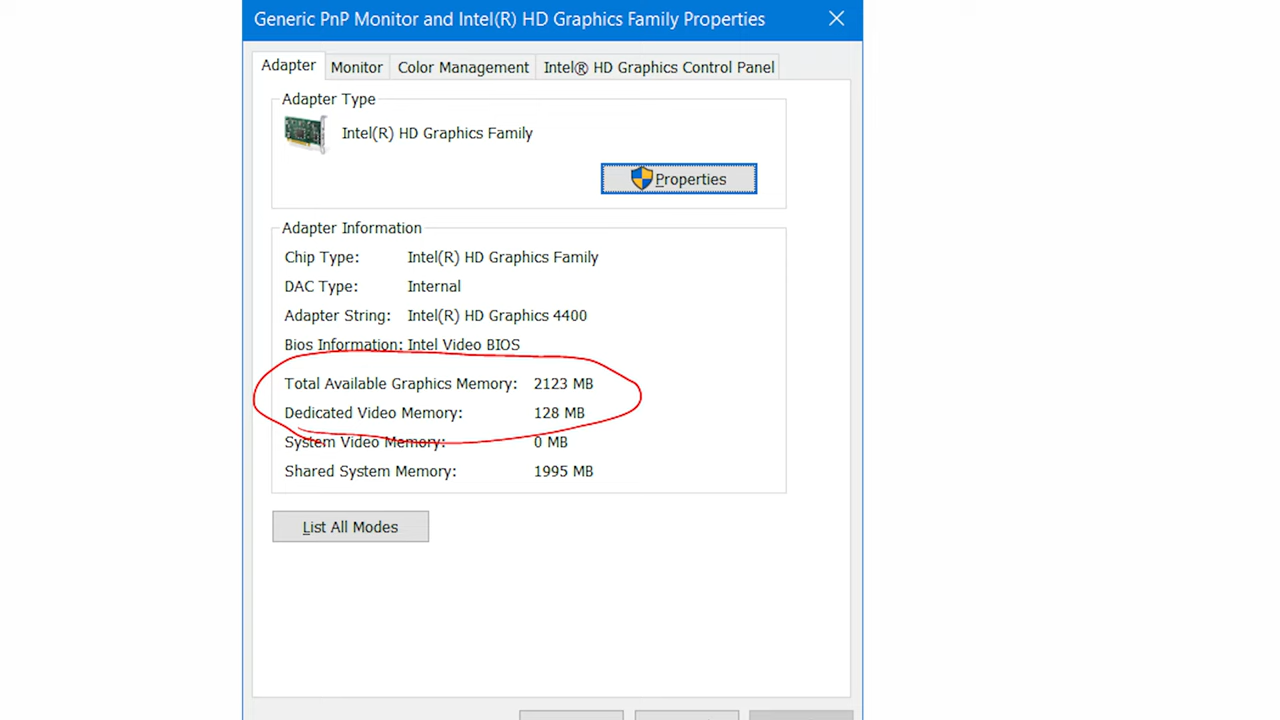 Generic PnP Monitor and Intel(R) HD Graphics Family Properties
Adapter Monitor Color Management Intel® HD Graphics Control Panel
Adapter Type
Intel(R) HD Graphics Family
Properties
Adapter Information
Chip Type: Intel(R) HD Graphics Family
DAC Type: Internal
Adapter String: Intel(R) HD Graphics 4400
Bios Information: Intel Video BIOS
Total Available Graphics Memory: 2123 MB
Dedicated Video Memory: 128 MB
System Video Memory: 0 MB
Shared System Memory: 1995 MB
List All Modes